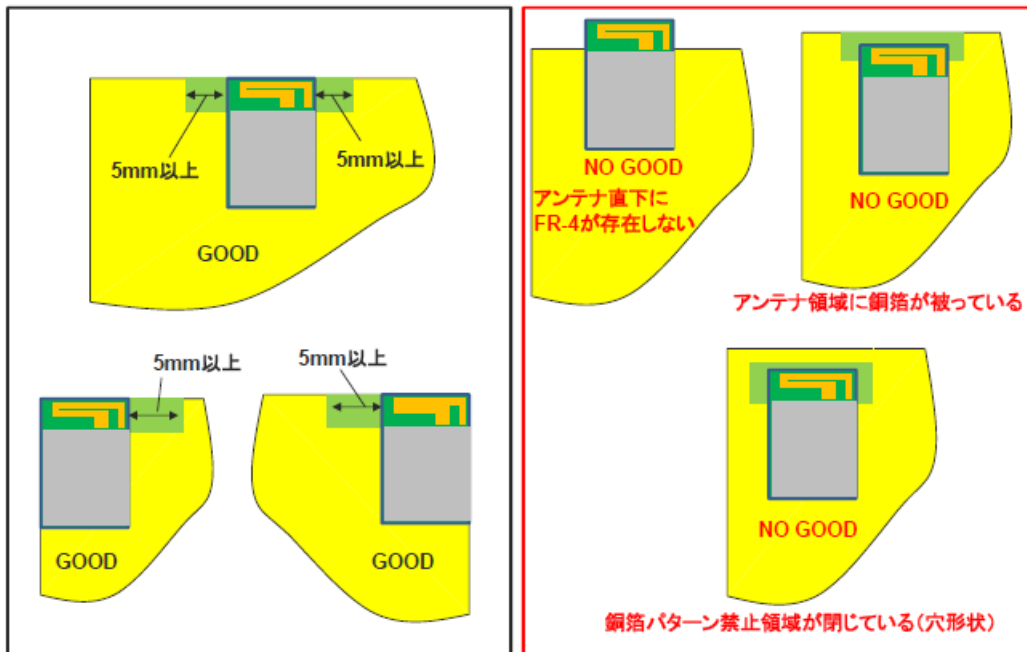 5mm以上
5mm以上
GOOD
5mm以上
5mm以上
GOOD
GOOD
NO GOOD
アンテナ直下に
FR-4が存在しない
NO GOOD
アンテナ領域に銅箔が被っている
NO GOOD
銅箔パターン禁止領域が閉じている(穴形状)